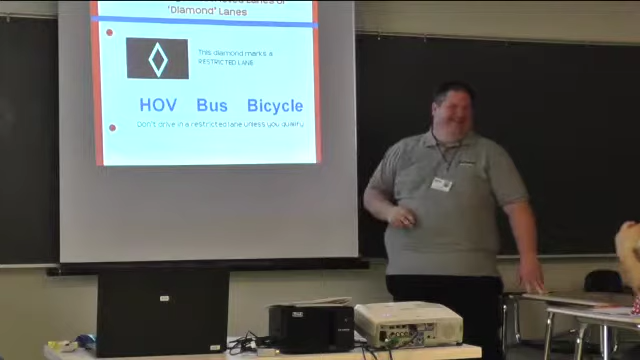 "Diamond" Lanes
This diamond marks a
RESTRICTED LANE
HOV Bus Bicycle
Don't drive in a restricted lane unless you qualify